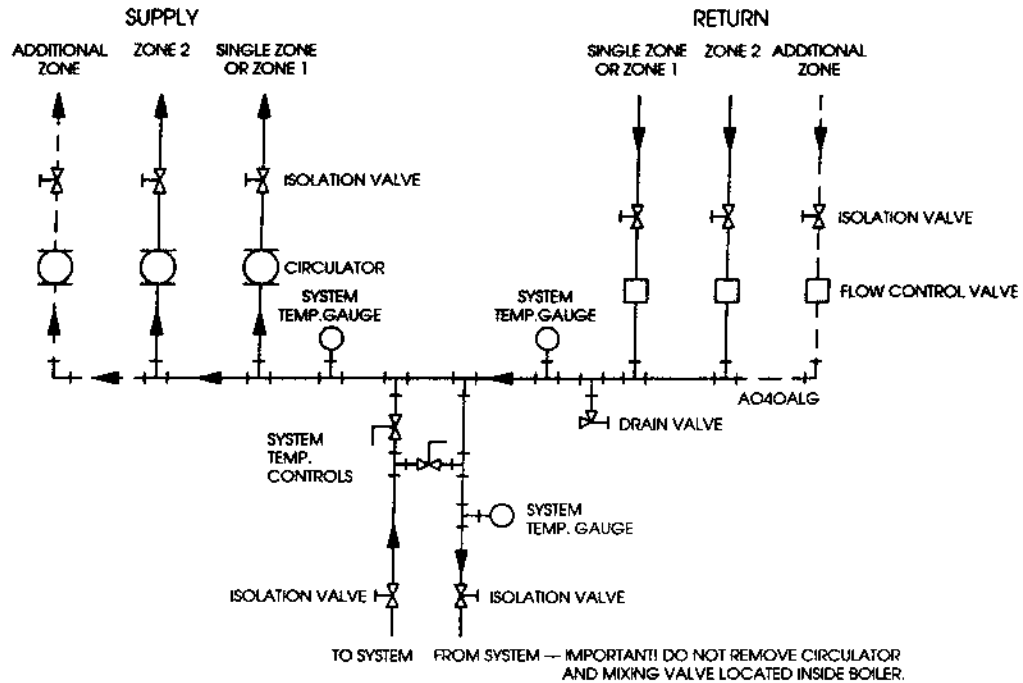 SUPPLY
RETURN
ADDITIONAL
ZONE
ZONE 2
SINGLE ZONE
OR ZONE 1
SINGLE ZONE
OR ZONE 1
ZONE 2
ADDITIONAL
ZONE
ISOLATION VALVE
ISOLATION VALVE
CIRCULATOR
FLOW CONTROL VALVE
SYSTEM
TEMP.GAUGE
SYSTEM
TEMP.GAUGE
AO4OALG
DRAIN VALVE
SYSTEM
TEMP.
CONTROLS
SYSTEM
TEMP. GAUGE
ISOLATION VALVE
ISOLATION VALVE
TO SYSTEM
FROM SYSTEM — IMPORTANT! DO NOT REMOVE CIRCULATOR
AND MIXING VALVE LOCATED INSIDE BOILER.